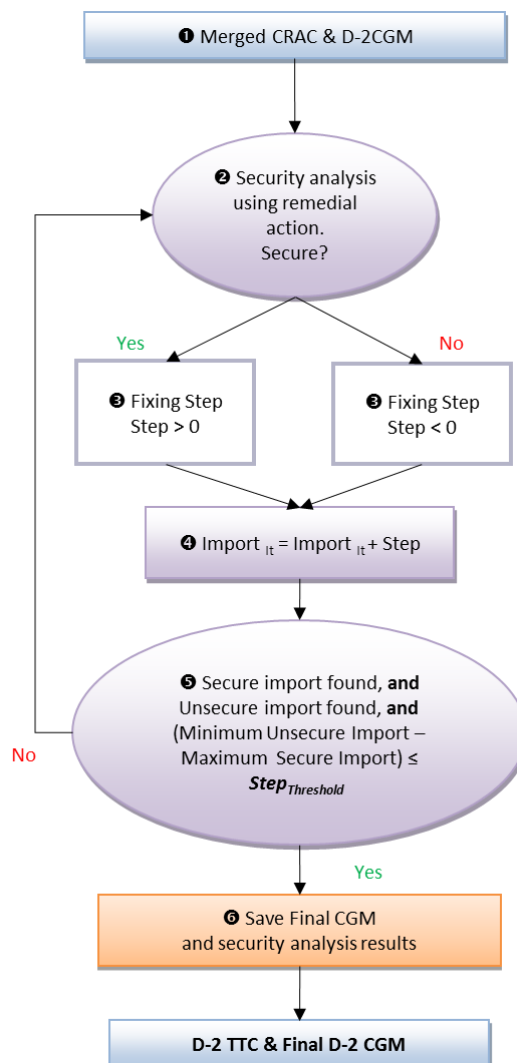 ❶ Merged CRAC & D-2CGM
❷ Security analysis
using remedial
action.
Secure?
Yes
No
❸ Fixing Step
Step > 0
❸ Fixing Step
Step < 0
❹ Import It = Import It + Step
❺ Secure import found, and
Unsecure import found, and
(Minimum Unsecure Import –
Maximum Secure Import) ≤
StepThreshold
No
Yes
❻ Save Final CGM
and security analysis results
D-2 TTC & Final D-2 CGM